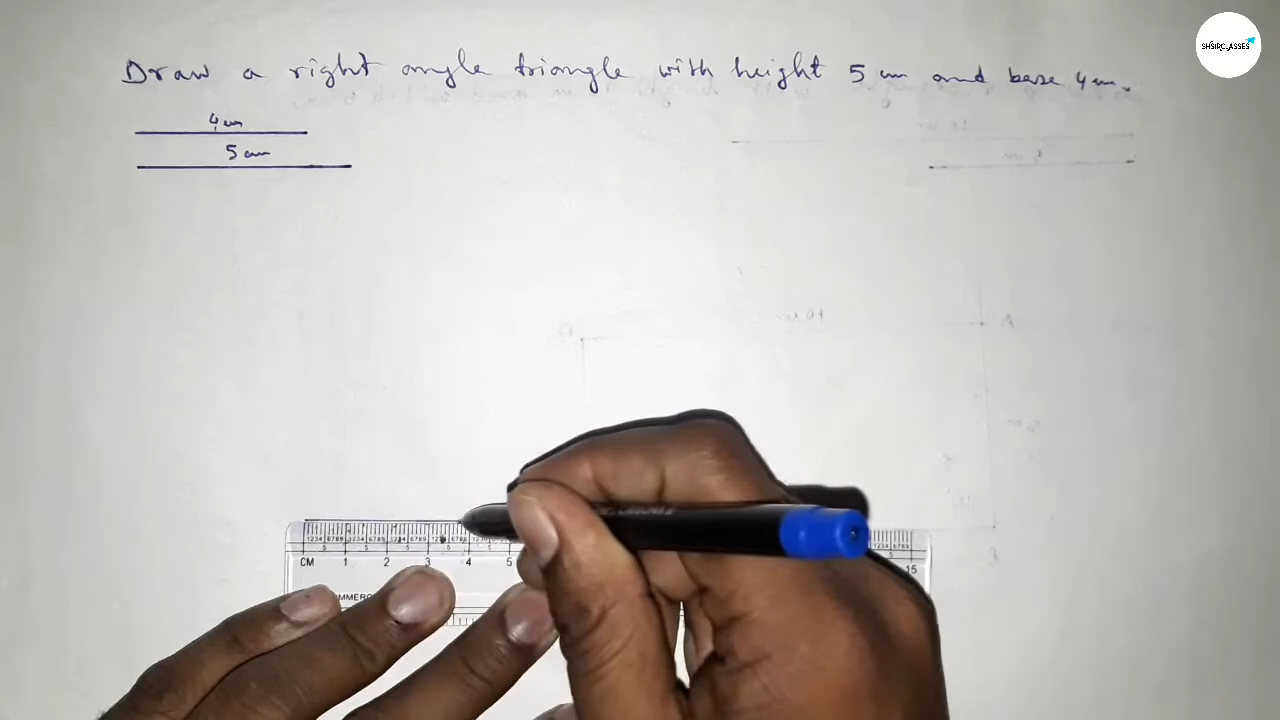 SHSIRCLASSES
Draw a right angle triangle with height 5 cm and base 4 cm.
4 cm
5 cm
CM 1 2 3 4 5 15